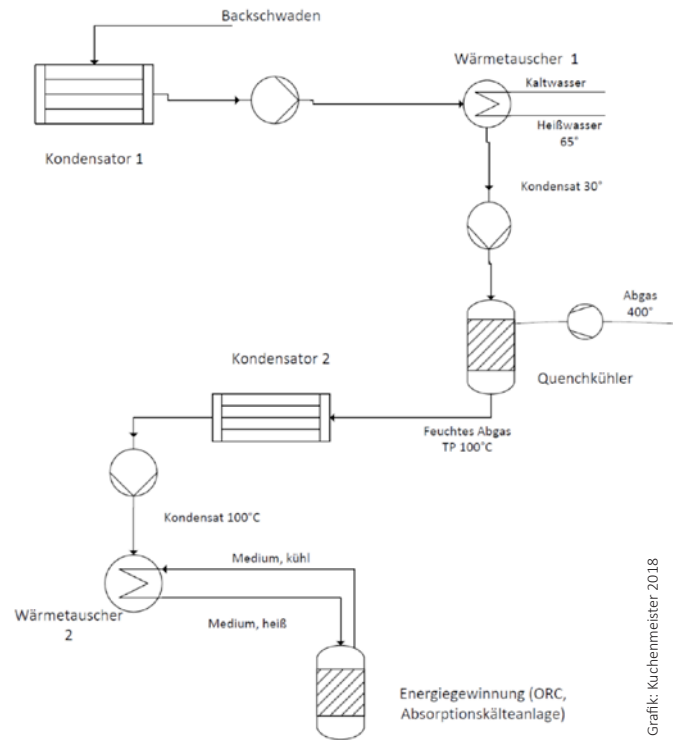 Backschwaden
Kondensator 1
Wärmetauscher 1
Kaltwasser
Heißwasser
65°
Kondensat 30°
Abgas
400°
Quenchkühler
Kondensator 2
Feuchtes Abgas
TP 100°C
Kondensat 100°C
Medium, kühl
Wärmetauscher
2
Medium, heiß
Energiegewinnung (ORC,
Absorptionskälteanlage)
Grafik: Kuchenmeister 2018